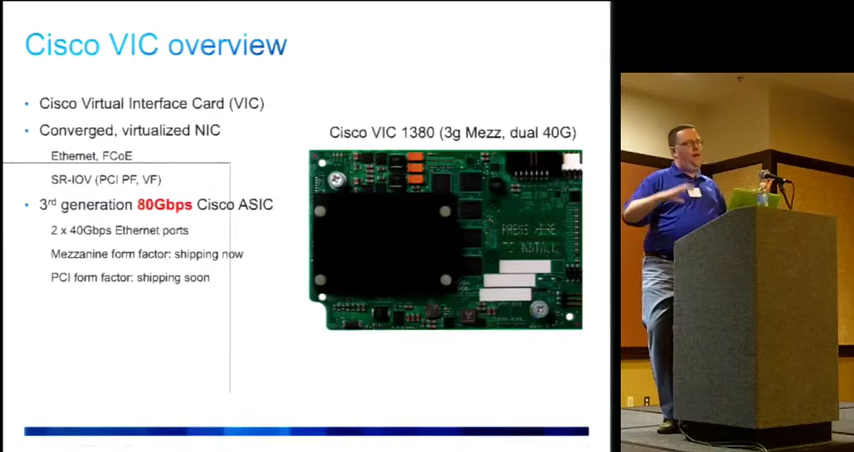 Cisco VIC overview
• Cisco Virtual Interface Card (VIC)
• Converged, virtualized NIC
Ethernet, FCoE
SR-IOV (PCI PF, VF)
• 3rd generation 80Gbps Cisco ASIC
2 x 40Gbps Ethernet ports
Mezzanine form factor: shipping now
PCI form factor: shipping soon
Cisco VIC 1380 (3g Mezz, dual 40G)
PRESS HERE
TO INSTALL